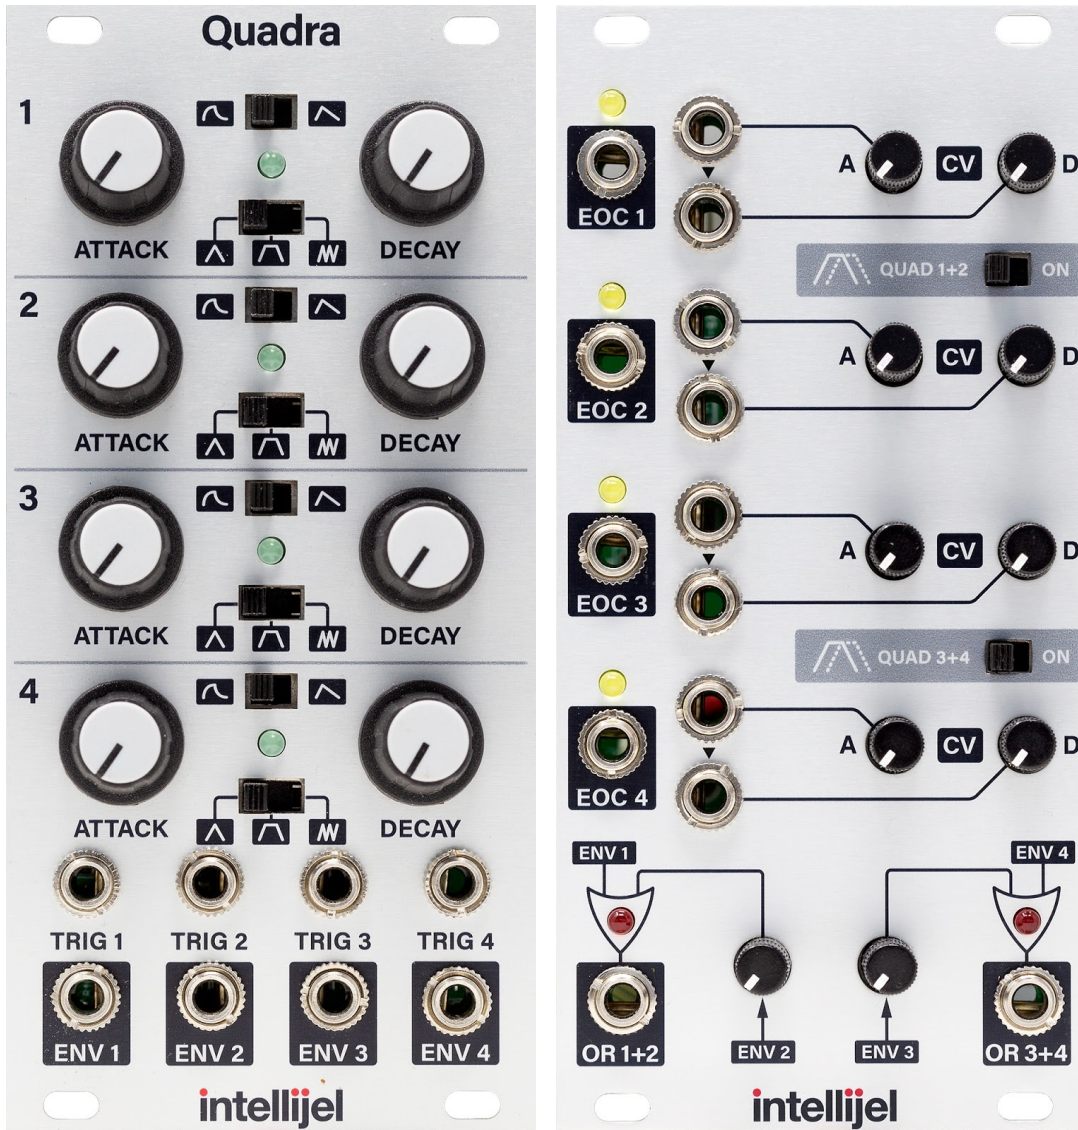 Quadra
1
ATTACK
DECAY
2
ATTACK
DECAY
3
ATTACK
DECAY
4
ATTACK
DECAY
TRIG 1 TRIG 2 TRIG 3 TRIG 4
ENV 1 ENV 2 ENV 3 ENV 4
intellijel
A CV D
EOC 1
QUAD 1+2 ON
A CV D
EOC 2
A CV D
EOC 3
QUAD 3+4 ON
A CV D
EOC 4
ENV 1 ENV 4
OR 1+2 ENV 2 ENV 3 OR 3+4
intellijel